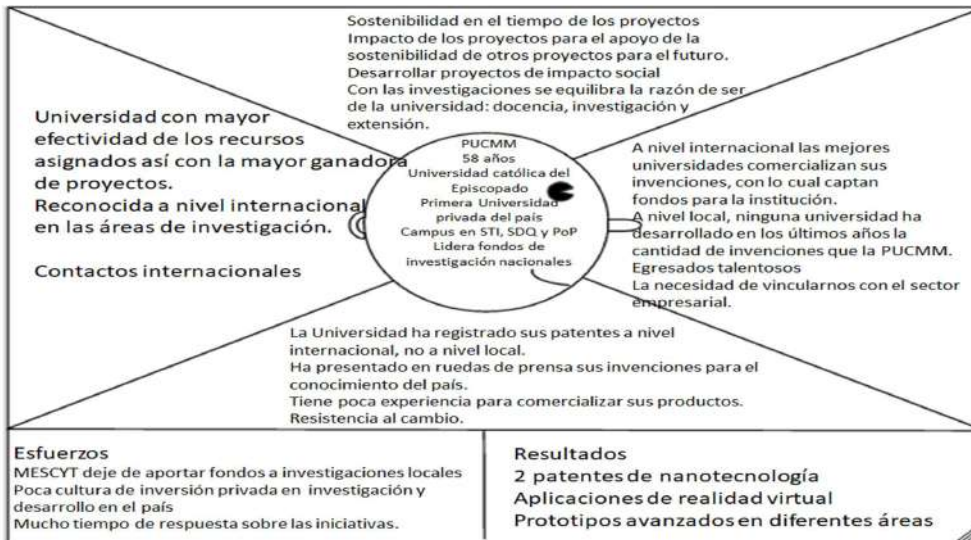 Sostenibilidad en el tiempo de los proyectos
Impacto de los proyectos para el apoyo de la
sostenibilidad de otros proyectos para el futuro.
Desarrollar proyectos de impacto social
Con las investigaciones se equilibra la razón de ser
de la universidad: docencia, investigación y
extensión.
Universidad con mayor
efectividad de los recursos
asignados así con la mayor ganadora
de proyectos.
Reconocida a nivel internacional
en las áreas de investigación.
Contactos internacionales
PUCMM
58 años
Universidad católica del
Episcopado
Primera Universidad
privada del país
Campus en STI, SDQ y PoP
Lidera fondos de
investigación nacionales
A nivel internacional las mejores
universidades comercializan sus
invenciones, con lo cual captan
fondos para la institución.
A nivel local, ninguna universidad ha
desarrollado en los últimos años la
cantidad de invenciones que la PUCMM.
Egresados talentosos
La necesidad de vincularnos con el sector
empresarial.
La Universidad ha registrado sus patentes a nivel
internacional, no a nivel local.
Ha presentado en ruedas de prensa sus invenciones para el
conocimiento del país.
Tiene poca experiencia para comercializar sus productos.
Resistencia al cambio.
Esfuerzos
MESCYT deje de aportar fondos a investigaciones locales
Poca cultura de inversión privada en investigación y
desarrollo en el país
Mucho tiempo de respuesta sobre las iniciativas.
Resultados
2 patentes de nanotecnología
Aplicaciones de realidad virtual
Prototipos avanzados en diferentes áreas